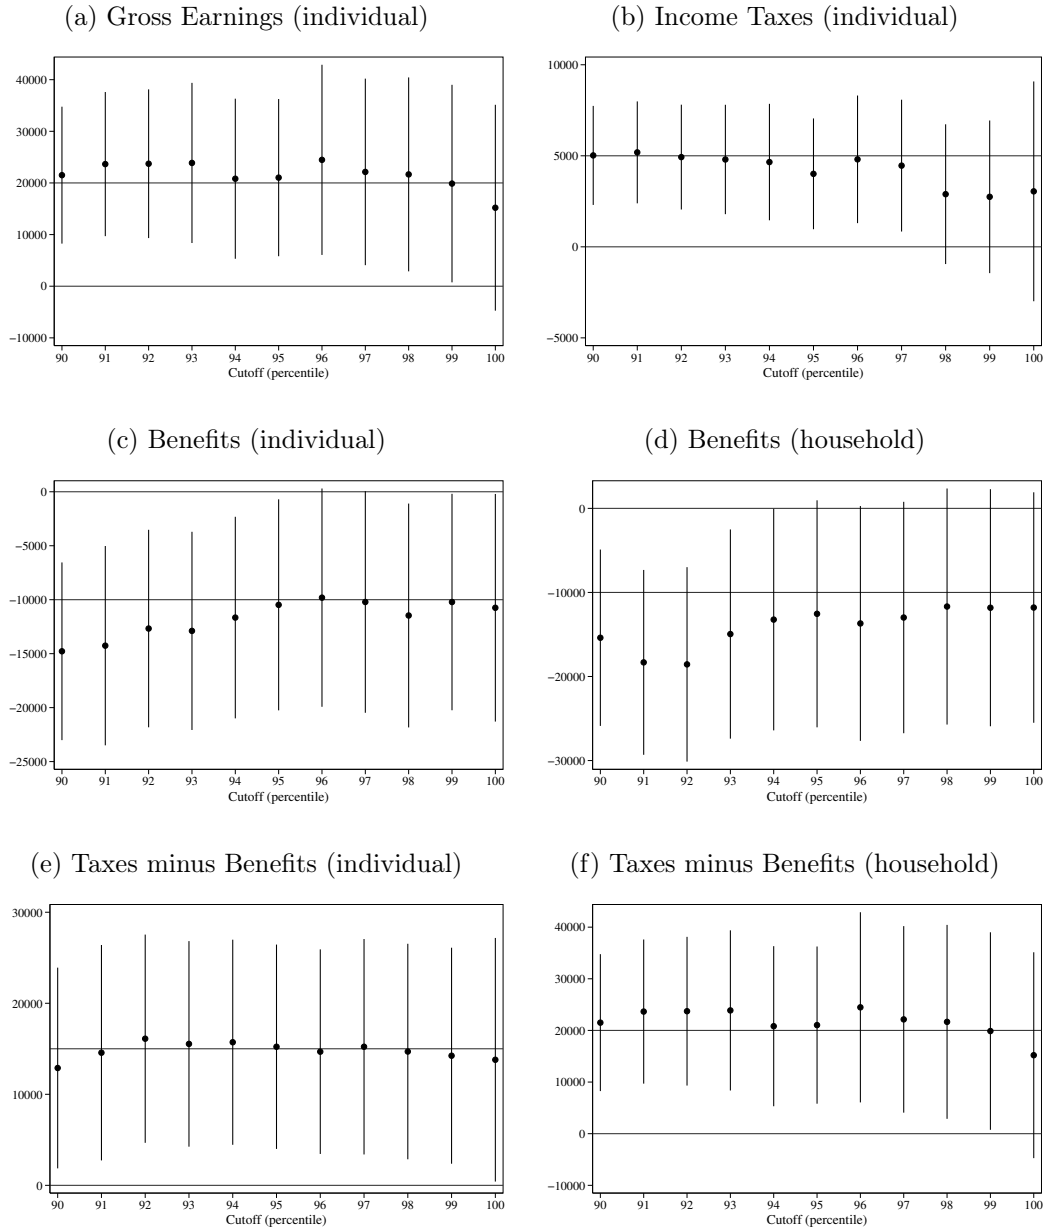 (a) Gross Earnings (individual)
40000
30000
20000
10000
0
−10000
90 91 92 93 94 95 96 97 98 99 100
Cutoff (percentile)
(b) Income Taxes (individual)
10000
5000
0
−5000
90 91 92 93 94 95 96 97 98 99 100
Cutoff (percentile)
(c) Benefits (individual)
0
−5000
−10000
−15000
−20000
−25000
90 91 92 93 94 95 96 97 98 99 100
Cutoff (percentile)
(d) Benefits (household)
0
−10000
−20000
−30000
90 91 92 93 94 95 96 97 98 99 100
Cutoff (percentile)
(e) Taxes minus Benefits (individual)
30000
20000
10000
0
90 91 92 93 94 95 96 97 98 99 100
Cutoff (percentile)
(f) Taxes minus Benefits (household)
40000
30000
20000
10000
0
−10000
90 91 92 93 94 95 96 97 98 99 100
Cutoff (percentile)